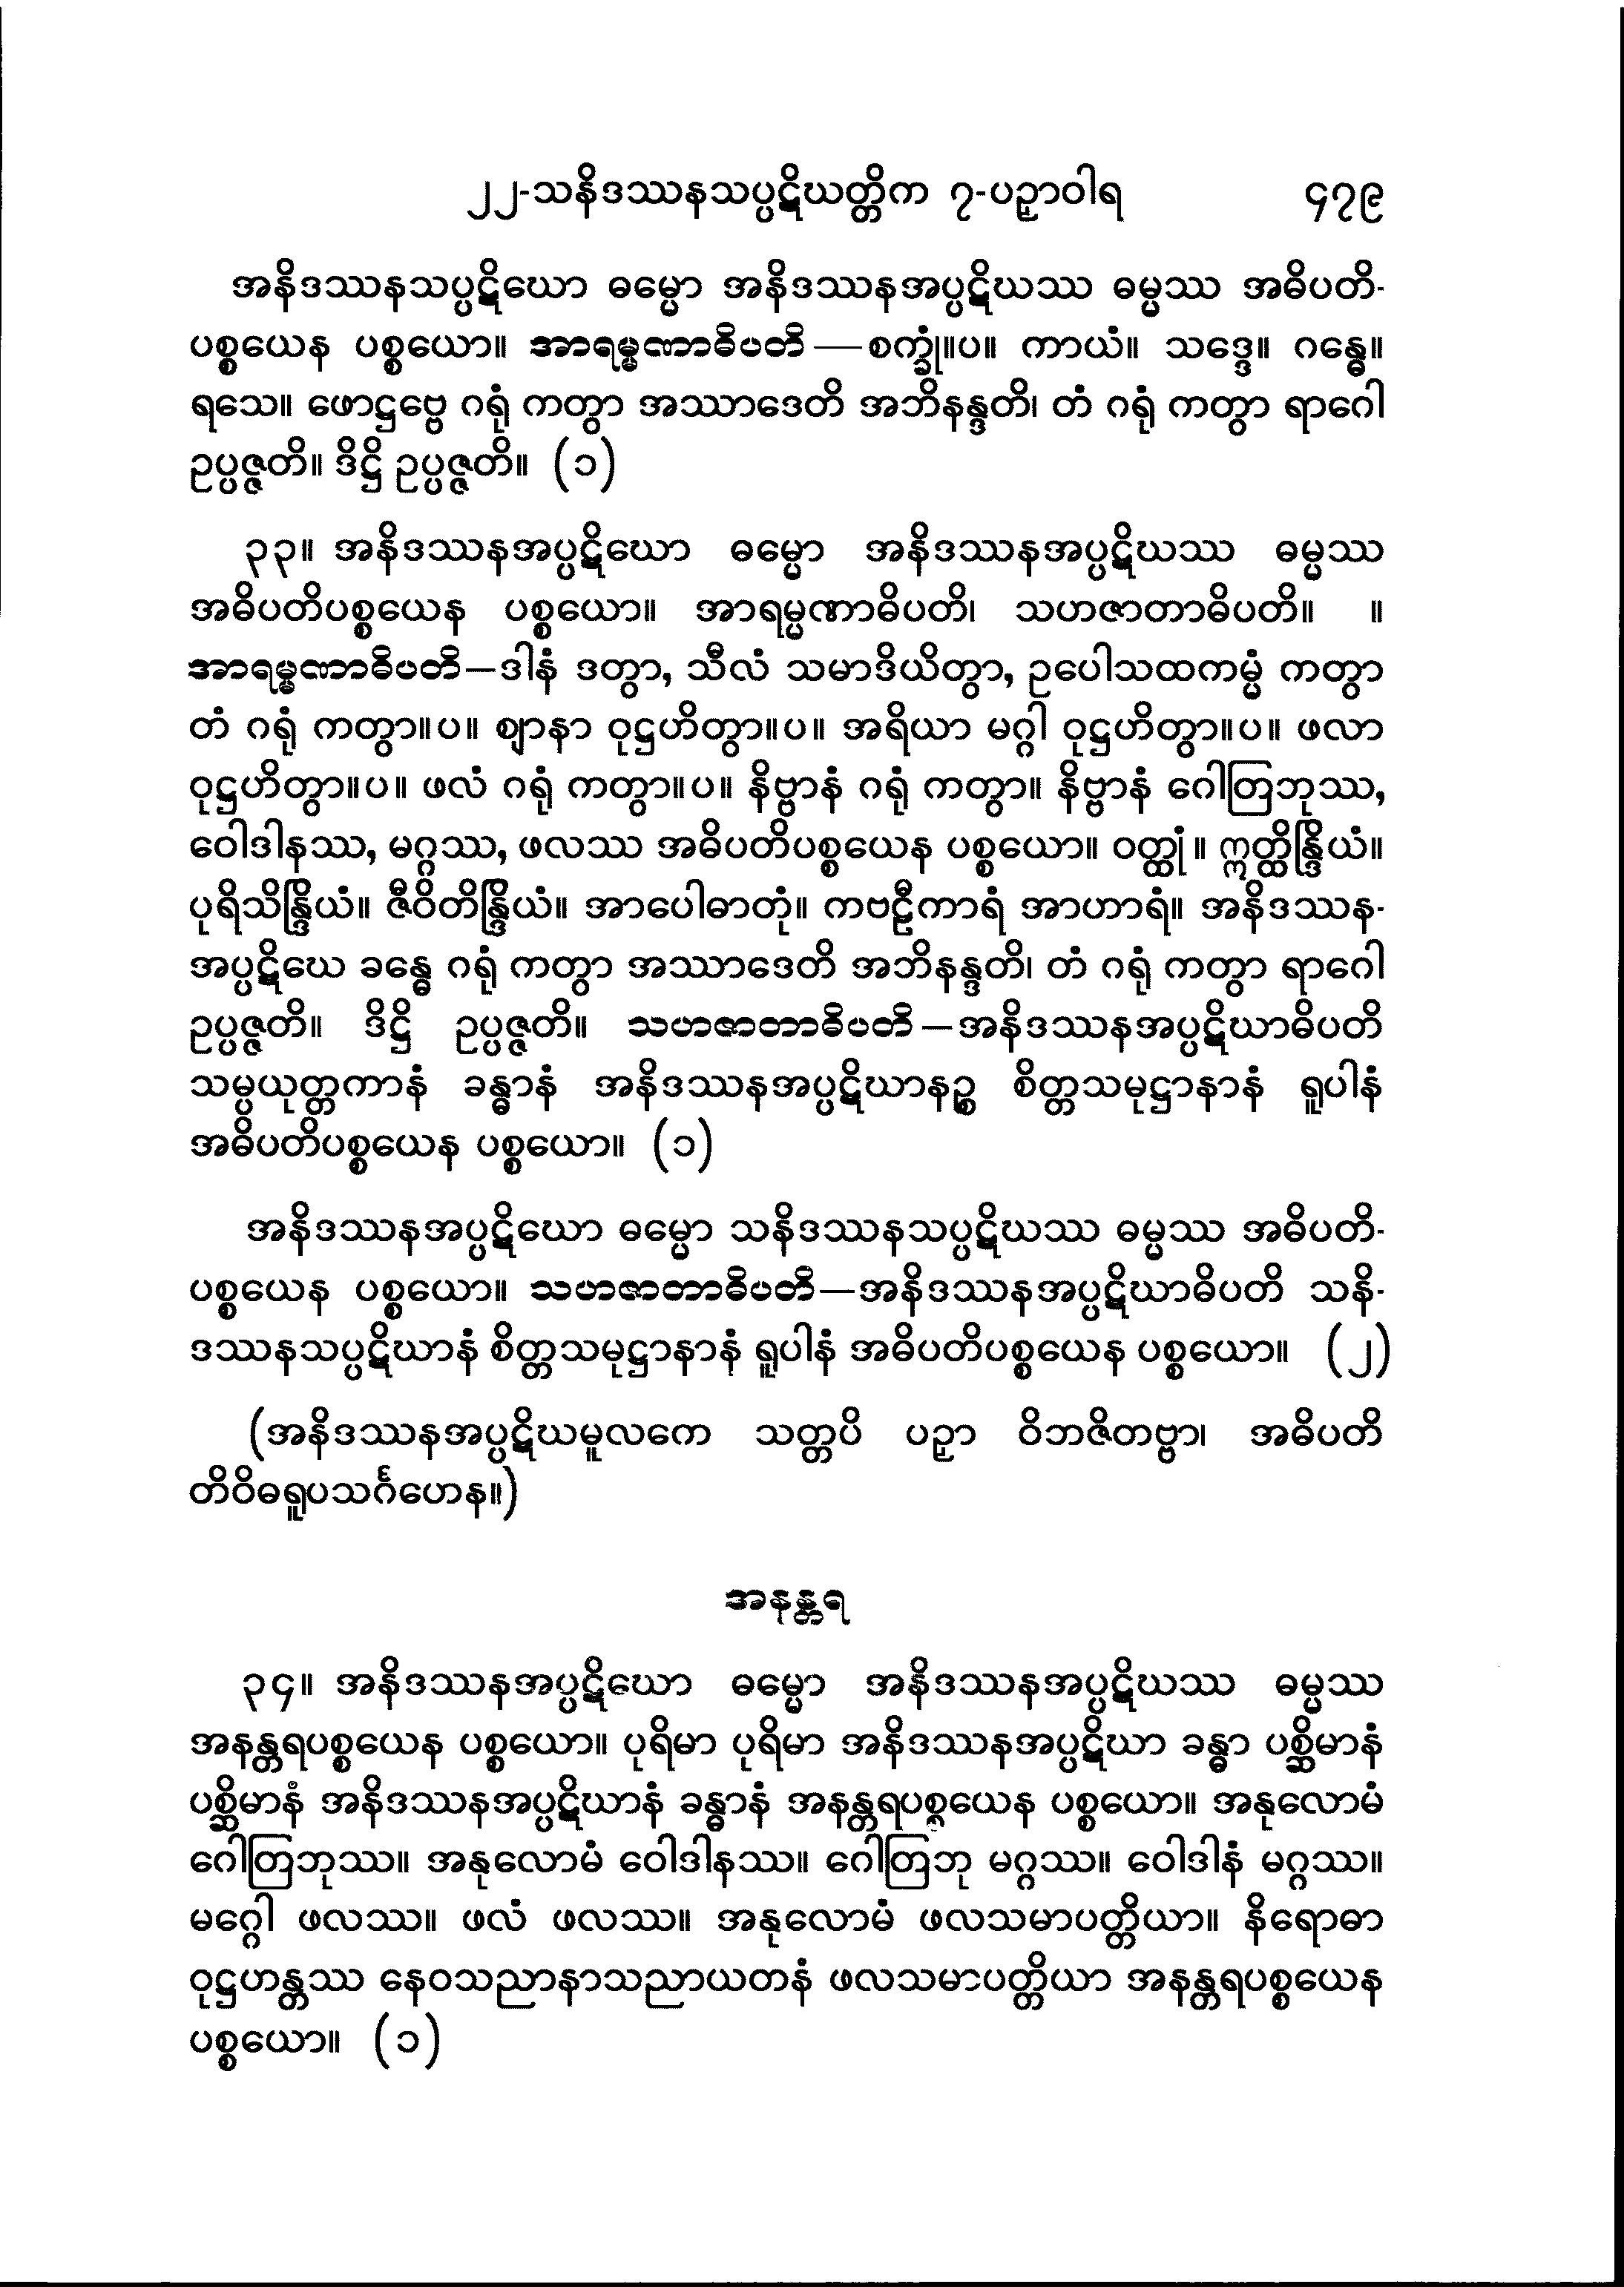 ၂၂-သနိဒဿနသပ္ပဋိဃတ္တိက ၇-ပဉှာဝါရ ၄၇၉
အနိဒဿနသပ္ပဋိဃော ဓမ္မော အနိဒဿနအပ္ပဋိဃဿ ဓမ္မဿ အဓိပတိ-
ပစ္စယေန ပစ္စယော။ အာရမ္မဏာဓိပတိ — စက္ခုံ။ပ။ ကာယံ။ သဒ္ဒေ။ ဂန္ဓေ။
ရသေ။ ဖောဋ္ဌဗ္ဗေ ဂရုံ ကတွာ အဿာဒေတိ အဘိနန္ဒတိ၊ တံ ဂရုံ ကတွာ ရာဂေါ
ဥပ္ပဇ္ဇတိ။ ဒိဋ္ဌိ ဥပ္ပဇ္ဇတိ။ (၁)
၃၃။ အနိဒဿနအပ္ပဋိဃော ဓမ္မော အနိဒဿနအပ္ပဋိဃဿ ဓမ္မဿ
အဓိပတိပစ္စယေန ပစ္စယော။ အာရမ္မဏာဓိပတိ၊ သဟဇာတာဓိပတိ။ ။
အာရမ္မဏာဓိပတိ—ဒါနံ ဒတွာ, သီလံ သမာဒိယိတွာ, ဥပေါသထကမ္မံ ကတွာ
တံ ဂရုံ ကတွာ။ပ။ ဈာနာ ဝုဋ္ဌဟိတွာ။ပ။ အရိယာ မဂ္ဂါ ဝုဋ္ဌဟိတွာ။ပ။ ဖလာ
ဝုဋ္ဌဟိတွာ။ပ။ ဖလံ ဂရုံ ကတွာ။ပ။ နိဗ္ဗာနံ ဂရုံ ကတွာ။ နိဗ္ဗာနံ ဂေါတြဘုဿ,
ဝေါဒါနဿ, မဂ္ဂဿ, ဖလဿ အဓိပတိပစ္စယေန ပစ္စယော။ ဝတ္ထုံ ။ ဣတ္ထိန္ဒြိယံ။
ပုရိသိန္ဒြိယံ။ ဇီဝိတိန္ဒြိယံ။ အာပေါဓာတုံ။ ကဗဠီကာရံ အာဟာရံ။ အနိဒဿန-
အပ္ပဋိဃေ ခန္ဓေ ဂရုံ ကတွာ အဿာဒေတိ အဘိနန္ဒတိ၊ တံ ဂရုံ ကတွာ ရာဂေါ
ဥပ္ပဇ္ဇတိ။ ဒိဋ္ဌိ ဥပ္ပဇ္ဇတိ။ သဟဇာတာဓိပတိ —အနိဒဿနအပ္ပဋိဃာဓိပတိ
သမ္ပယုတ္တကာနံ ခန္ဓာနံ အနိဒဿနအပ္ပဋိဃာနဉ္စ စိတ္တသမုဋ္ဌာနာနံ ရူပါနံ
အဓိပတိပစ္စယေန ပစ္စယော။ (၁)
အနိဒဿနအပ္ပဋိဃော ဓမ္မော သနိဒဿနသပ္ပဋိဃဿ ဓမ္မဿ အဓိပတိ-
ပစ္စယေန ပစ္စယော။ သဟဇာတာဓိပတိ—အနိဒဿနအပ္ပဋိဃာဓိပတိ သနိ-
ဒဿနသပ္ပဋိဃာနံ စိတ္တသမုဋ္ဌာနာနံ ရူပါနံ အဓိပတိပစ္စယေန ပစ္စယော။ (၂)
(အနိဒဿနအပ္ပဋိဃမူလကေ သတ္တပိ ပဉှာ ဝိဘဇိတဗ္ဗာ၊ အဓိပတိ
တိဝိဓရူပသင်္ဂဟေန။)
အနန္တရ
၃၄။ အနိဒဿနအပ္ပဋိဃော ဓမ္မော အနိဒဿနအပ္ပဋိဃဿ ဓမ္မဿ
အနန္တရပစ္စယေန ပစ္စယော။ ပုရိမာ ပုရိမာ အနိဒဿနအပ္ပဋိဃာ ခန္ဓာ ပစ္ဆိမာနံ
ပစ္ဆိမာနံ အနိဒဿနအပ္ပဋိဃာနံ ခန္ဓာနံ အနန္တရပစ္စယေန ပစ္စယော။ အနုလောမံ
ဂေါတြဘုဿ။ အနုလောမံ ဝေါဒါနဿ။ ဂေါတြဘု မဂ္ဂဿ။ ဝေါဒါနံ မဂ္ဂဿ။
မဂ္ဂေါ ဖလဿ။ ဖလံ ဖလဿ။ အနုလောမံ ဖလသမာပတ္တိယာ။ နိရောဓာ
ဝုဋ္ဌဟန္တဿ နေဝသညာနာသညာယတနံ ဖလသမာပတ္တိယာ အနန္တရပစ္စယေန
ပစ္စယော။ (၁)